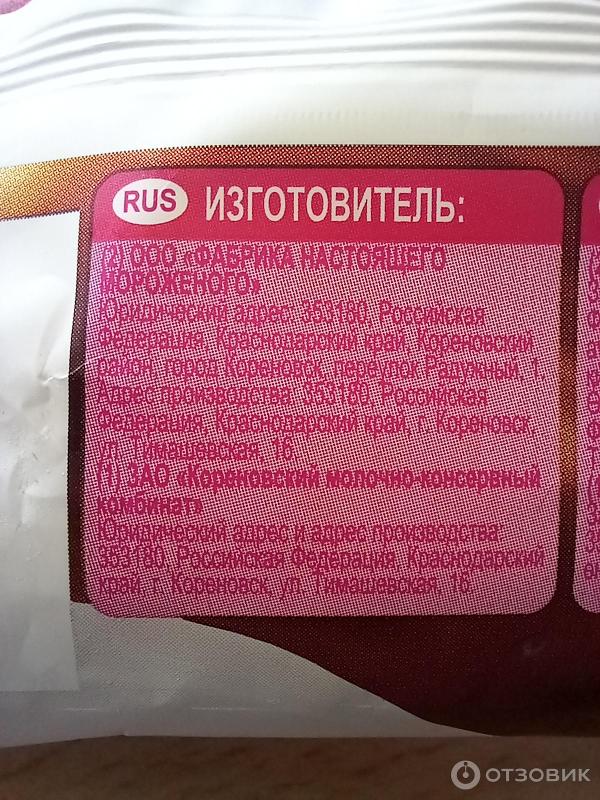 RUS ИЗГОТОВИТЕЛЬ:
(2) ООО «ФАБРИКА НАСТОЯЩЕГО
МОРОЖЕНОГО»
Юридический адрес: 353180, Российская
Федерация, Краснодарский край, Кореновский
район, город Кореновск, переулок Радужный, 1.
Адрес производства: 353180, Российская
Федерация, Краснодарский край, г. Кореновск,
ул. Тимашевская, 16.
(1) ЗАО «Кореновский молочно-консервный
комбинат»
Юридический адрес и адрес производства:
353180, Российская Федерация, Краснодарский
край, г. Кореновск, ул. Тимашевская, 16.
ОТЗОВИК